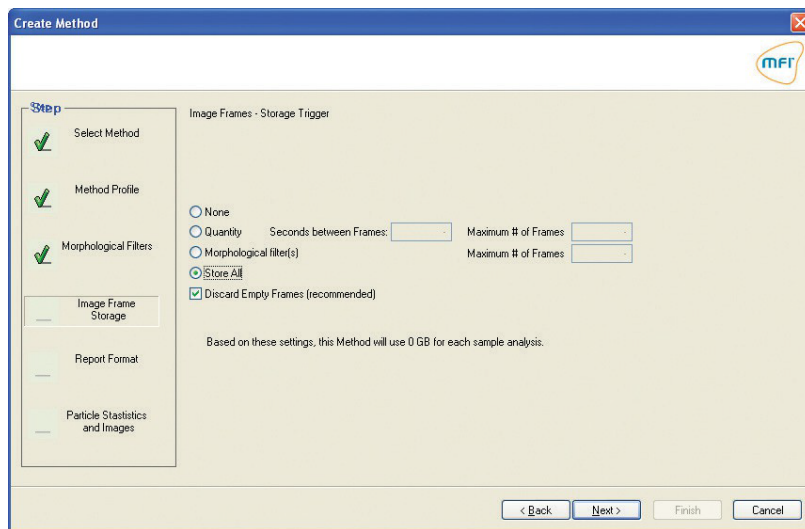 Create Method
MFI
Step
Select Method
Method Profile
Morphological Filters
Image Frame
Storage
Report Format
Particle Stastistics
and Images
Image Frames - Storage Trigger
None
Quantity Seconds between Frames: - Maximum # of Frames -
Morphological filter(s) Maximum # of Frames -
Store All
Discard Empty Frames (recommended)
Based on these settings, this Method will use 0 GB for each sample analysis.
< Back Next > Finish Cancel